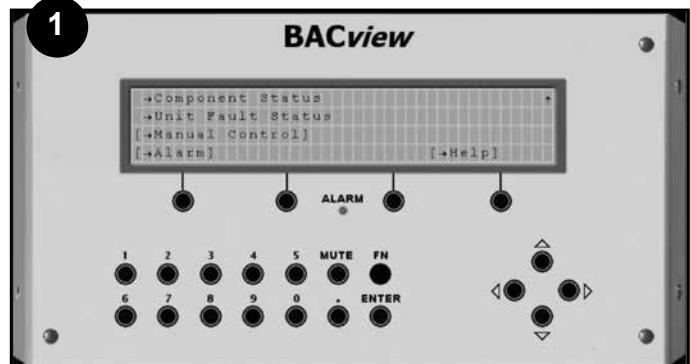 1
BACview
→Component Status ↑
→Unit Fault Status
[→Manual Control]
[→Alarm] [→Help]
ALARM
1 2 3 4 5 MUTE FN
6 7 8 9 0 . ENTER